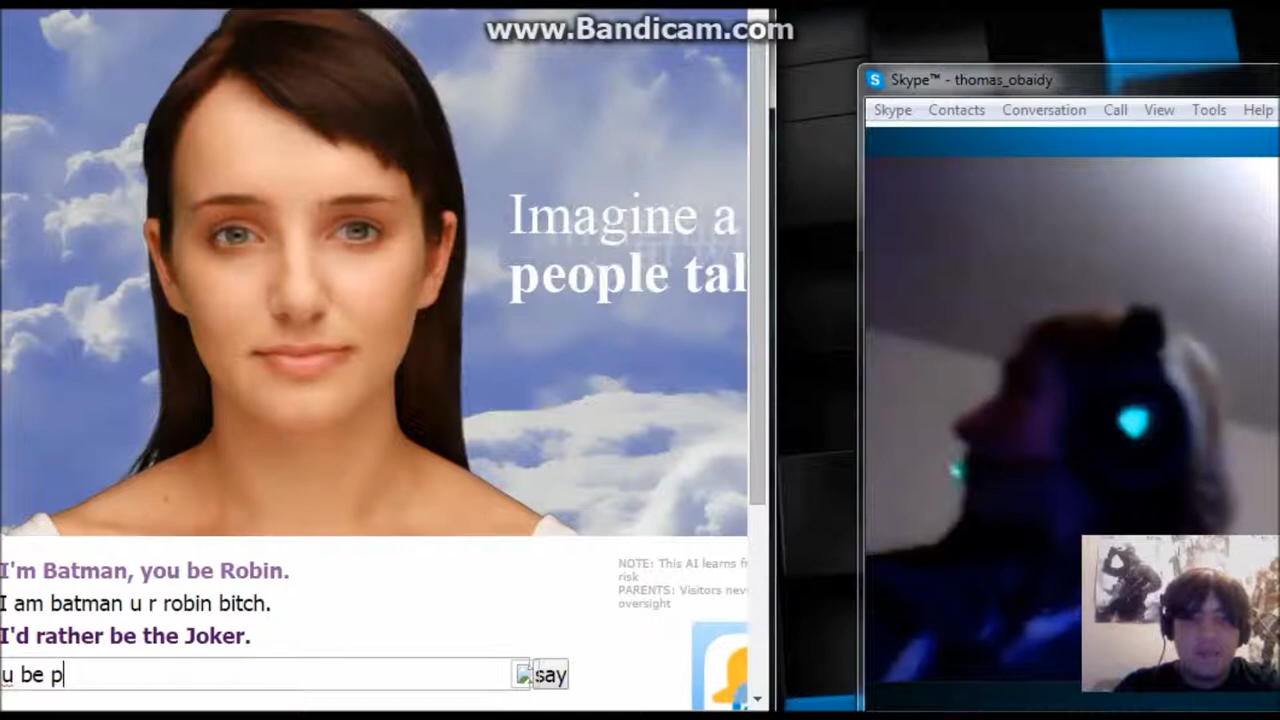 www.Bandicam.com
Skype™ - thomas_obaidy
Skype Contacts Conversation Call View Tools Help
Imagine a
people tal
I'm Batman, you be Robin.
I am batman u r robin bitch.
I'd rather be the Joker.
u be p
say
NOTE: This AI learns f
risk
PARENTS: Visitors nev
oversight